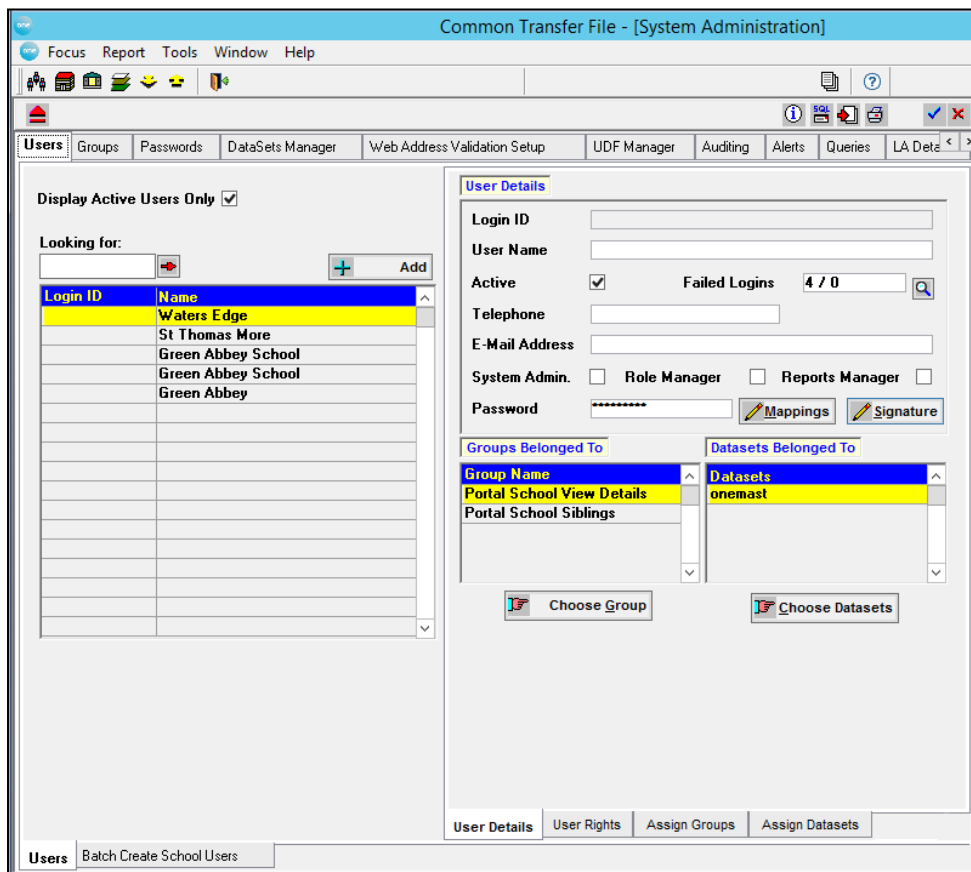 Common Transfer File - [System Administration]
Focus Report Tools Window Help
Users Groups Passwords DataSets Manager Web Address Validation Setup UDF Manager Auditing Alerts Queries LA Deta
Display Active Users Only
Looking for:
Add
Login ID Name
Waters Edge
St Thomas More
Green Abbey School
Green Abbey School
Green Abbey
User Details
Login ID
User Name
Active Failed Logins 4 / 0
Telephone
E-Mail Address
System Admin. Role Manager Reports Manager
Password ********* Mappings Signature
Groups Belonged To Datasets Belonged To
Group Name Datasets
Portal School View Details onemast
Portal School Siblings
Choose Group Choose Datasets
User Details User Rights Assign Groups Assign Datasets
Users Batch Create School Users